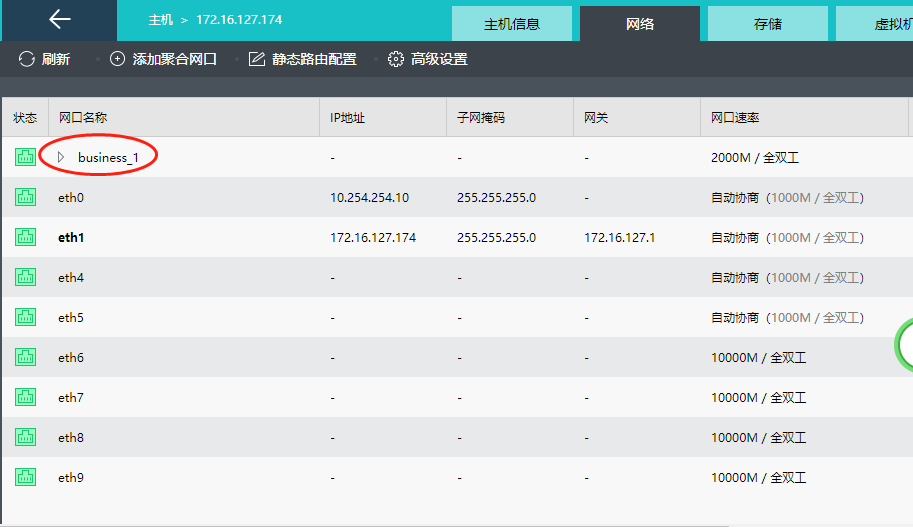 主机 > 172.16.127.174 主机信息 网络 存储 虚拟机
刷新 添加聚合网口 静态路由配置 高级设置
状态 网口名称 IP地址 子网掩码 网关 网口速率
business_1 - - - 2000M / 全双工
eth0 10.254.254.10 255.255.255.0 - 自动协商（1000M / 全双工）
eth1 172.16.127.174 255.255.255.0 172.16.127.1 自动协商（1000M / 全双工）
eth4 - - - 自动协商（1000M / 全双工）
eth5 - - - 自动协商（1000M / 全双工）
eth6 - - - 10000M / 全双工
eth7 - - - 10000M / 全双工
eth8 - - - 10000M / 全双工
eth9 - - - 10000M / 全双工